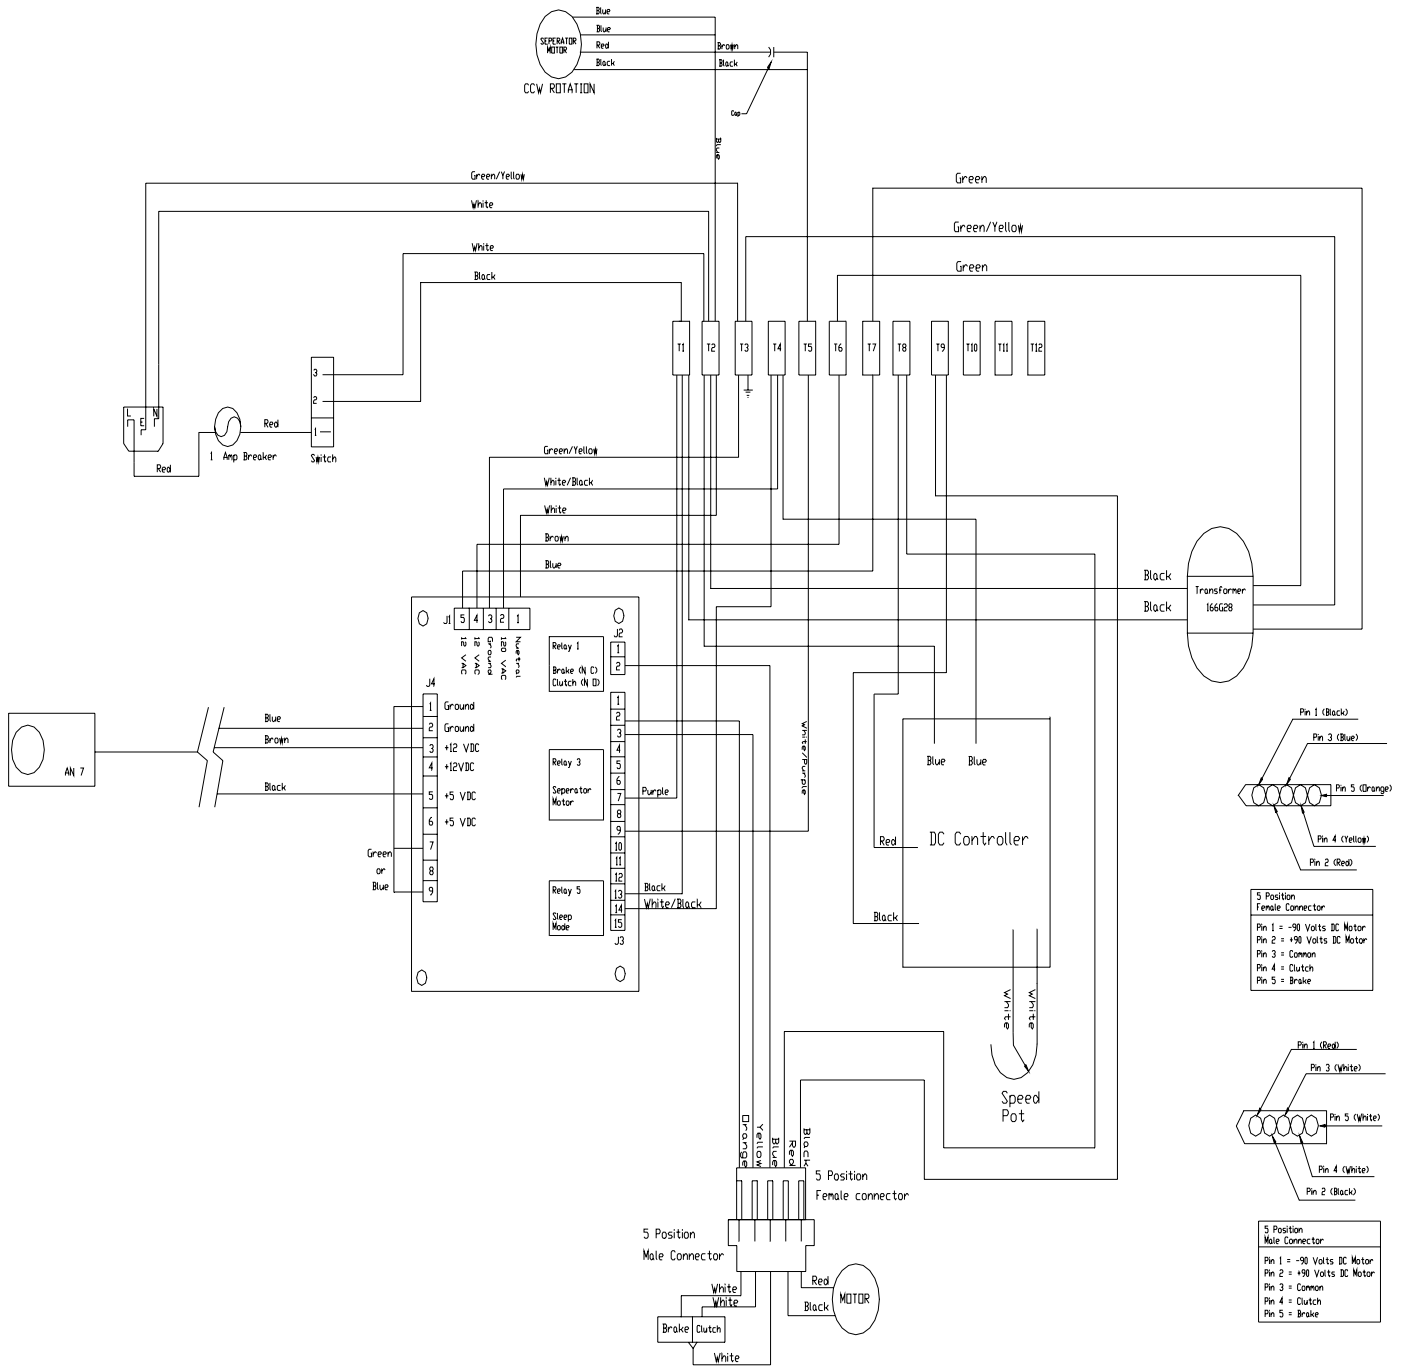 Blue
Blue
SEPERATOR
MOTOR
Red
Brown
Black
Black
CCW ROTATION
Cap
Blue
Green/Yellow
Green
White
Green/Yellow
White
Green
Black
T1
T2
T3
T4
T5
T6
T7
T8
T9
T10
T11
T12
3
2
1
L
E
N
Red
1 Amp Breaker
Switch
Red
Green/Yellow
White/Black
White
Brown
Blue
Black
Transformer
166G28
Black
J1
5
4
3
2
1
12 VAC
12 VAC
Ground
120 VAC
Nuetral
J2
1
2
Relay 1
Brake (N C)
Clutch (N O)
J4
1 Ground
2 Ground
3 +12 VDC
4 +12VDC
5 +5 VDC
6 +5 VDC
7
8
9
Blue
Brown
Black
AN 7
Green
or
Blue
Relay 3
Seperator
Motor
Relay 5
Sleep
Mode
1
2
3
4
5
6
7
8
9
10
11
12
13
14
15
J3
Purple
Black
White/Black
White/Purple
Blue
Blue
DC Controller
Red
Black
White
White
Speed
Pot
Pin 1 (Black)
Pin 3 (Blue)
Pin 5 (Orange)
Pin 4 (Yellow)
Pin 2 (Red)
5 Position
Female Connector
Pin 1 = -90 Volts DC Motor
Pin 2 = +90 Volts DC Motor
Pin 3 = Common
Pin 4 = Clutch
Pin 5 = Brake
Pin 1 (Red)
Pin 3 (White)
Pin 5 (White)
Pin 4 (White)
Pin 2 (Black)
5 Position
Male Connector
Pin 1 = -90 Volts DC Motor
Pin 2 = +90 Volts DC Motor
Pin 3 = Common
Pin 4 = Clutch
Pin 5 = Brake
Orange
Yellow
Blue
Red
Black
5 Position
Female connector
5 Position
Male Connector
White
White
Red
Black
MOTOR
Brake
Clutch
White